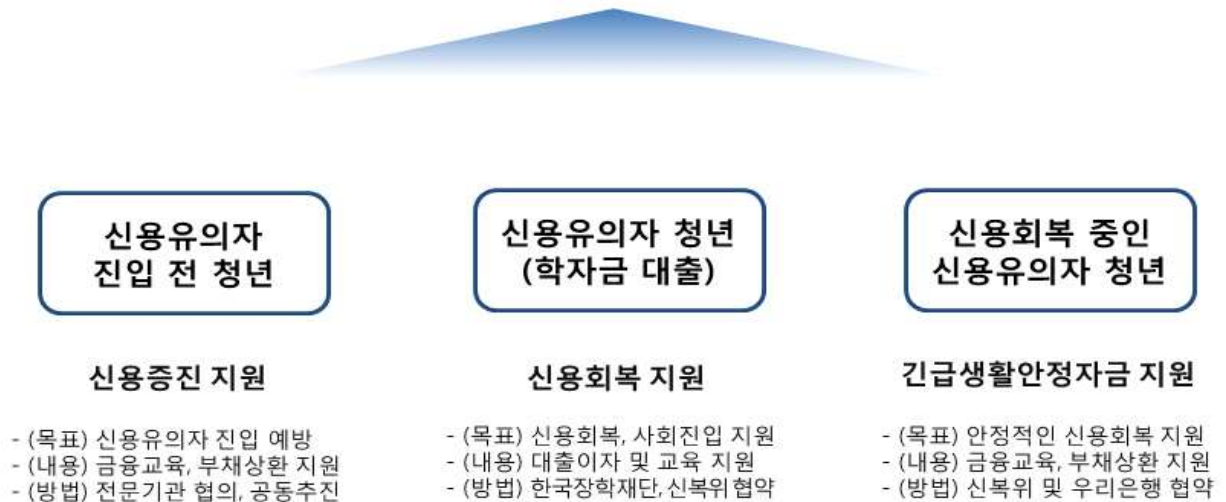 신용유의자
진입 전 청년
신용유의자 청년
(학자금 대출)
신용회복 중인
신용유의자 청년
신용증진 지원
신용회복 지원
긴급생활안정자금 지원
- (목표) 신용유의자 진입 예방
- (내용) 금융교육, 부채상환 지원
- (방법) 전문기관 협의, 공동추진
- (목표) 신용회복, 사회진입 지원
- (내용) 대출이자 및 교육 지원
- (방법) 한국장학재단,신복위 협약
- (목표) 안정적인 신용회복 지원
- (내용) 금융교육, 부채상환 지원
- (방법) 신복위 및 우리은행 협약